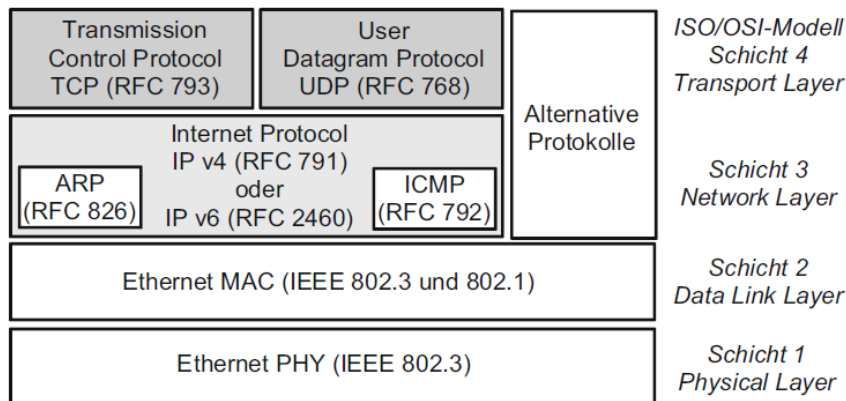 Transmission
Control Protocol
TCP (RFC 793)
User
Datagram Protocol
UDP (RFC 768)
Alternative
Protokolle
ISO/OSI-Modell
Schicht 4
Transport Layer
Internet Protocol
IP v4 (RFC 791)
oder
IP v6 (RFC 2460)
ARP
(RFC 826)
ICMP
(RFC 792)
Schicht 3
Network Layer
Ethernet MAC (IEEE 802.3 und 802.1)
Schicht 2
Data Link Layer
Ethernet PHY (IEEE 802.3)
Schicht 1
Physical Layer